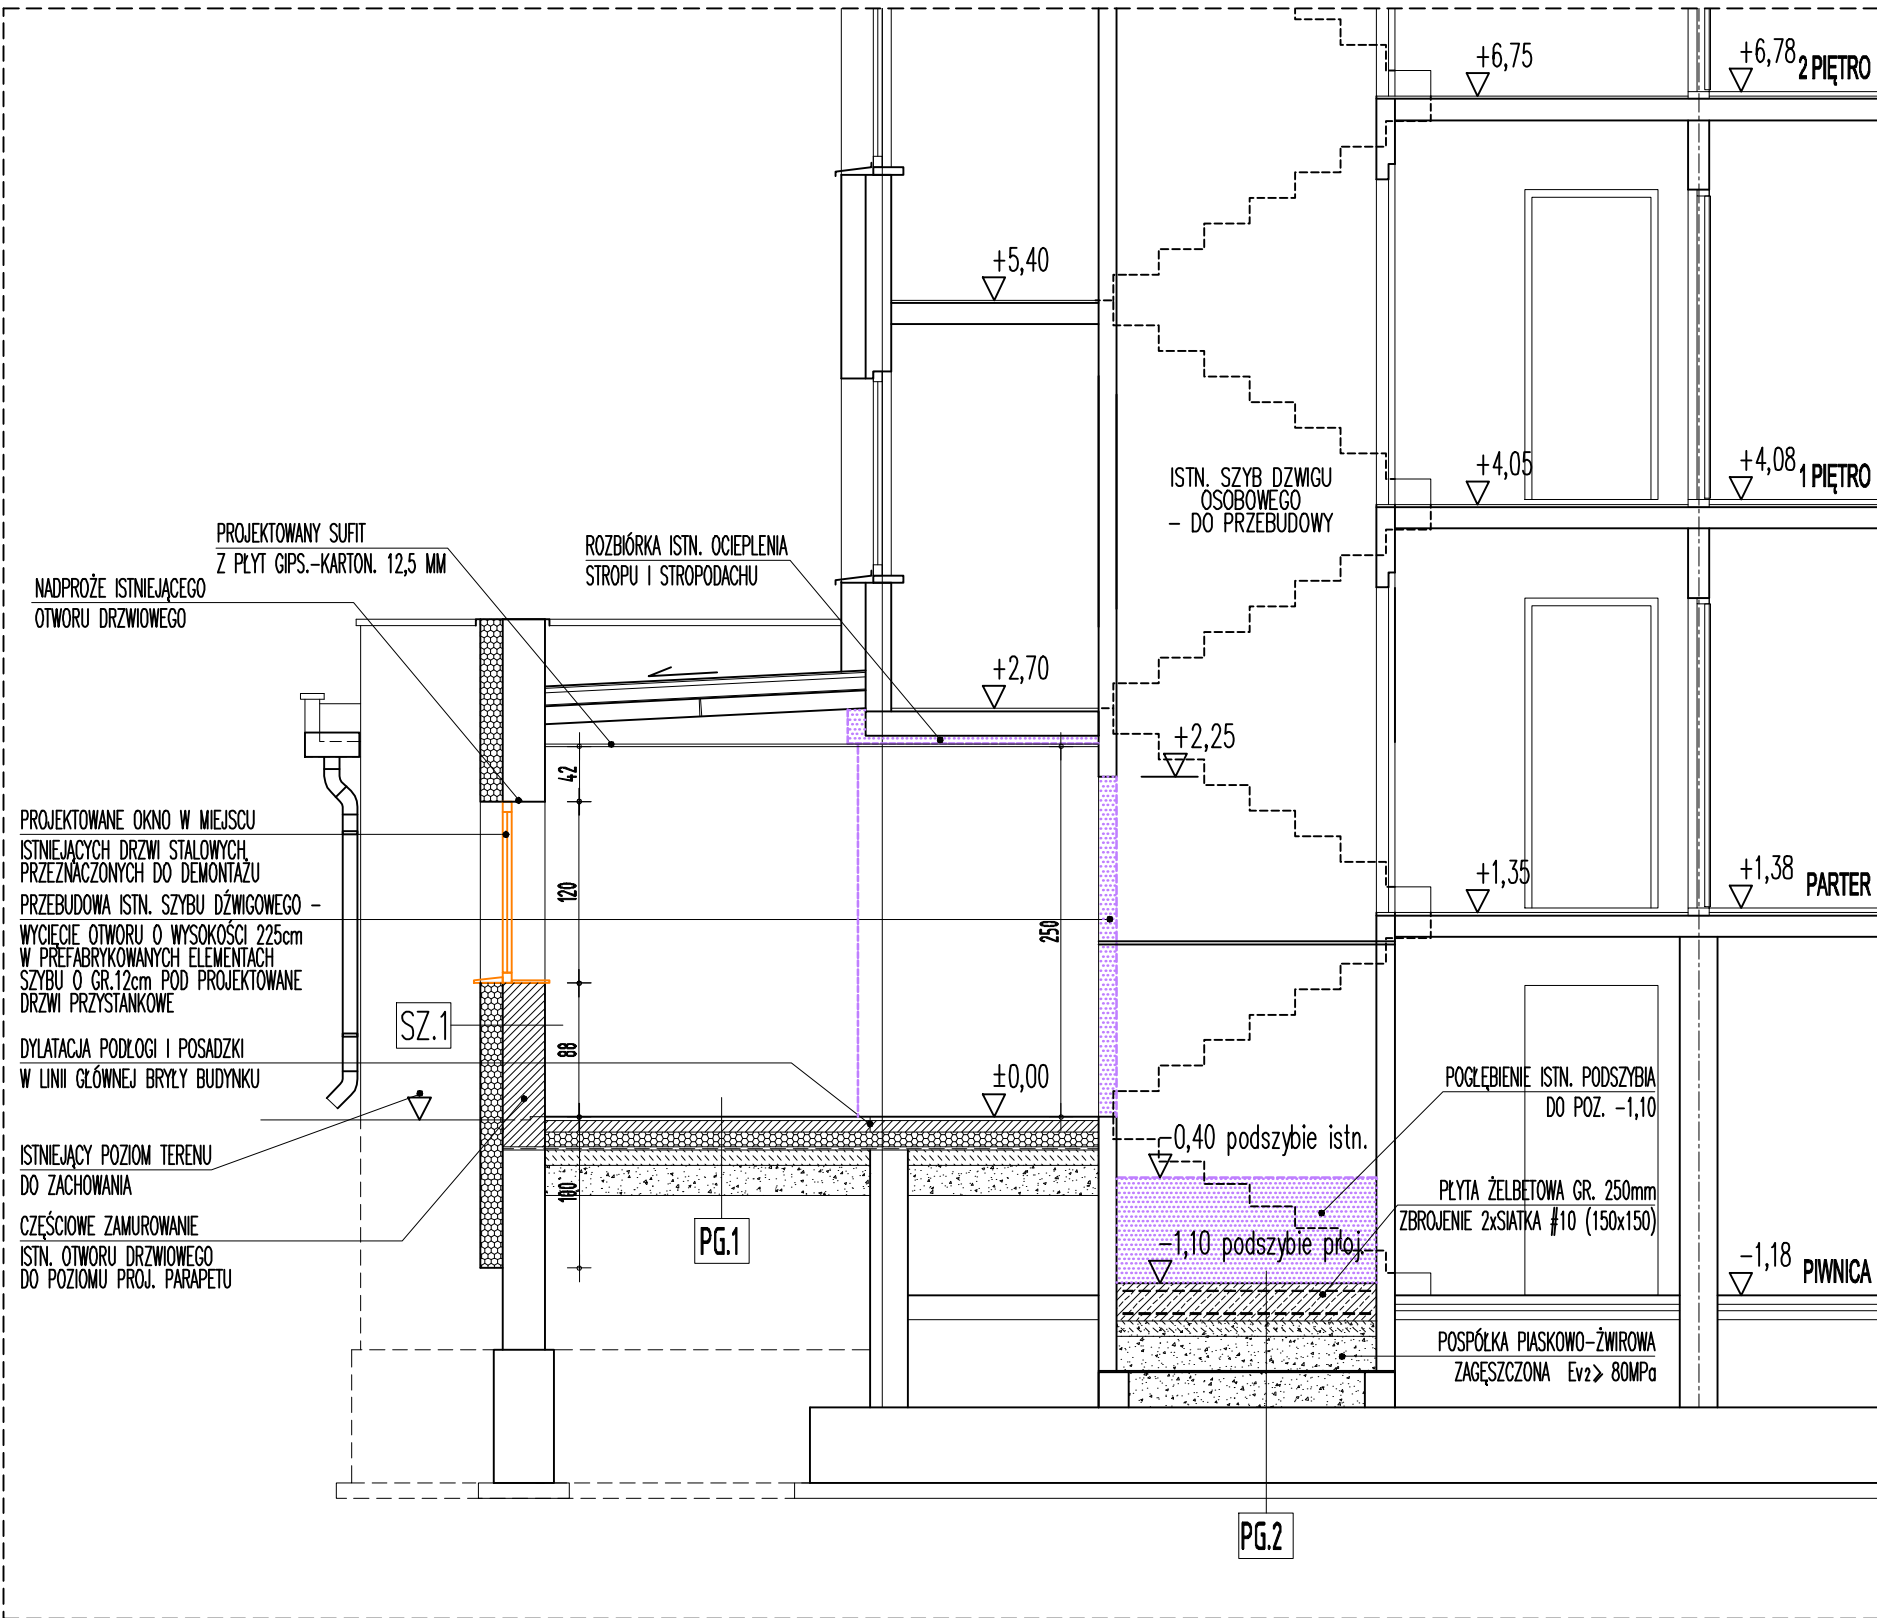 +6,75
+6,78
2 PIĘTRO
+5,40
+4,05
+4,08
1 PIĘTRO
ISTN. SZYB DZWIGU
OSOBOWEGO
- DO PRZEBUDOWY
PROJEKTOWANY SUFIT
Z PŁYT GIPS.-KARTON. 12,5 MM
ROZBIÓRKA ISTN. OCIEPLENIA
STROPU I STROPODACHU
NADPROŻE ISTNIEJĄCEGO
OTWORU DRZWIOWEGO
+2,70
+2,25
42
PROJEKTOWANE OKNO W MIEJSCU
ISTNIEJĄCYCH DRZWI STALOWYCH
PRZEZNACZONYCH DO DEMONTAŻU
120
250
+1,35
+1,38
PARTER
PRZEBUDOWA ISTN. SZYBU DŹWIGOWEGO -
WYCIĘCIE OTWORU O WYSOKOŚCI 225cm
W PREFABRYKOWANYCH ELEMENTACH
SZYBU O GR.12cm POD PROJEKTOWANE
DRZWI PRZYSTANKOWE
SZ.1
88
DYLATACJA PODŁOGI I POSADZKI
W LINII GŁÓWNEJ BRYŁY BUDYNKU
±0,00
POGŁĘBIENIE ISTN. PODSZYBIA
DO POZ. -1,10
-0,40 podszybie istn.
ISTNIEJĄCY POZIOM TERENU
DO ZACHOWANIA
100
PŁYTA ŻELBETOWA GR. 250mm
ZBROJENIE 2xSIATKA #10 (150x150)
CZĘŚCIOWE ZAMUROWANIE
ISTN. OTWORU DRZWIOWEGO
DO POZIOMU PROJ. PARAPETU
PG.1
-1,10 podszybie proj.
-1,18
PIWNICA
POSPÓŁKA PIASKOWO-ŻWIROWA
ZAGĘSZCZONA Ev2≥ 80MPa
PG.2